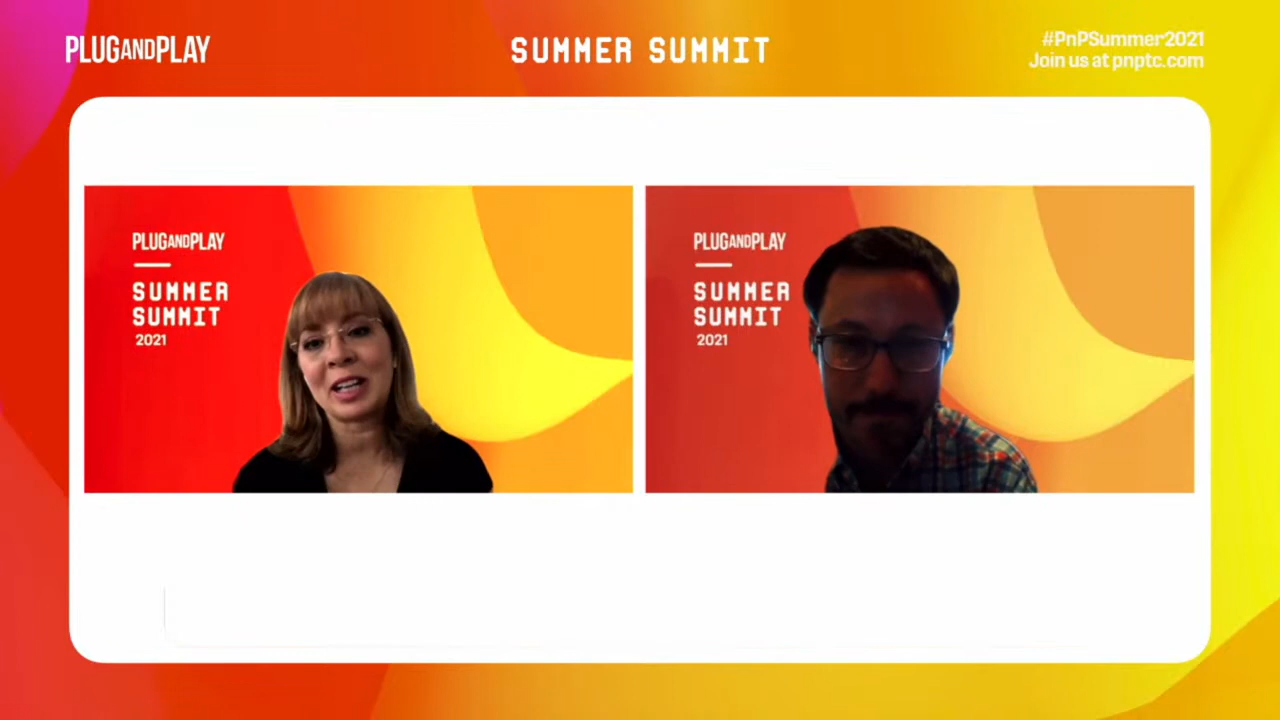 PLUGANDPLAY
SUMMER SUMMIT
#PnPSummer2021
Join us at pnptc.com
PLUGANDPLAY
SUMMER
SUMMIT
2021
PLUGANDPLAY
SUMMER
SUMMIT
2021